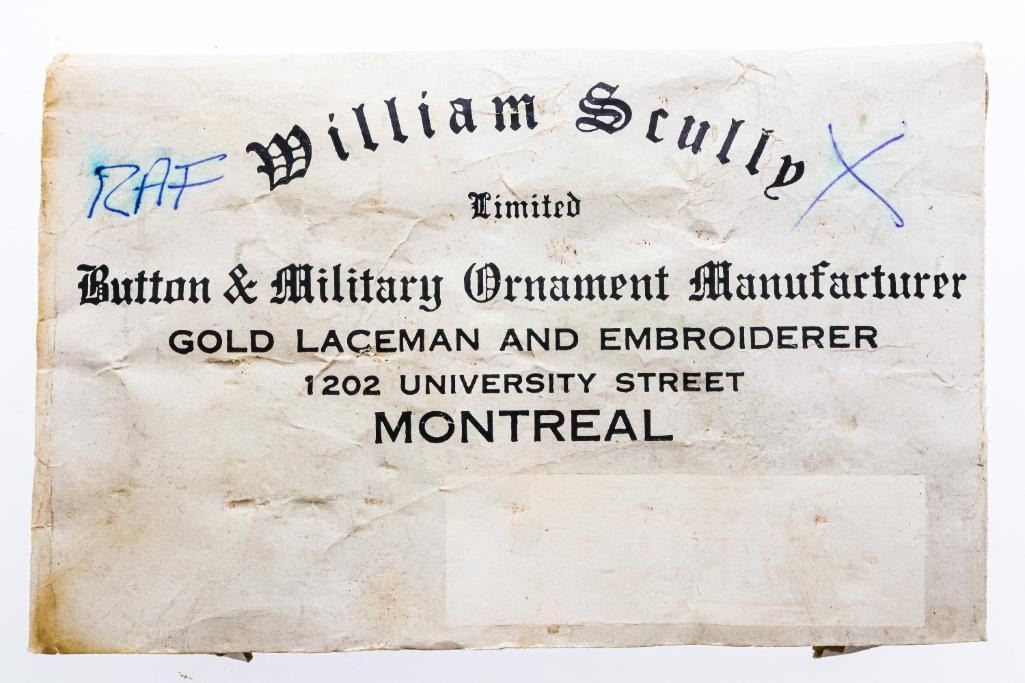 William Scully
RAF X
Limited
Button & Military Ornament Manufacturer
GOLD LACEMAN AND EMBROIDERER
1202 UNIVERSITY STREET
MONTREAL